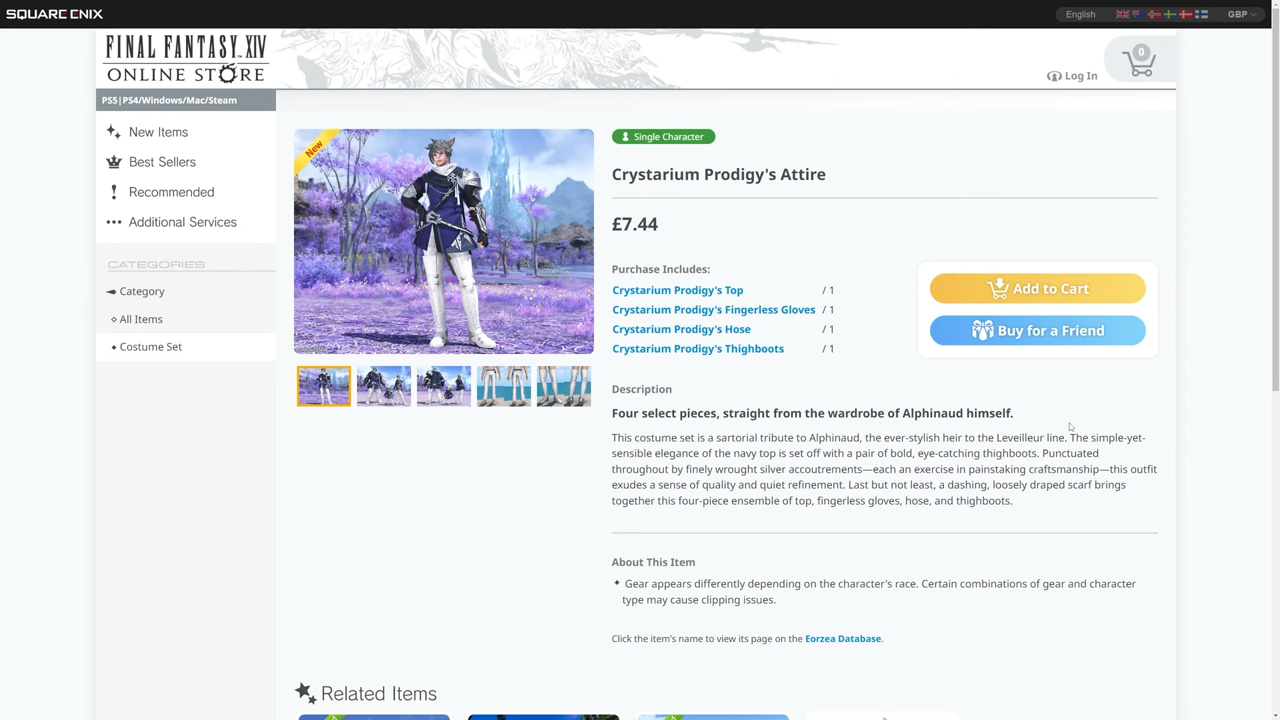 SQUARE ENIX
English
GBP
FINAL FANTASY XIV
ONLINE STORE
0
Log In
PS5|PS4/Windows/Mac/Steam
New Items
Best Sellers
Recommended
Additional Services
CATEGORIES
Category
All Items
Costume Set
New
Single Character
Crystarium Prodigy's Attire
£7.44
Purchase Includes:
Crystarium Prodigy's Top / 1
Crystarium Prodigy's Fingerless Gloves / 1
Crystarium Prodigy's Hose / 1
Crystarium Prodigy's Thighboots / 1
Add to Cart
Buy for a Friend
Description
Four select pieces, straight from the wardrobe of Alphinaud himself.
This costume set is a sartorial tribute to Alphinaud, the ever-stylish heir to the Leveilleur line. The simple-yet-
sensible elegance of the navy top is set off with a pair of bold, eye-catching thighboots. Punctuated
throughout by finely wrought silver accoutrements—each an exercise in painstaking craftsmanship—this outfit
exudes a sense of quality and quiet refinement. Last but not least, a dashing, loosely draped scarf brings
together this four-piece ensemble of top, fingerless gloves, hose, and thighboots.
About This Item
Gear appears differently depending on the character's race. Certain combinations of gear and character
type may cause clipping issues.
Click the item's name to view its page on the Eorzea Database.
Related Items